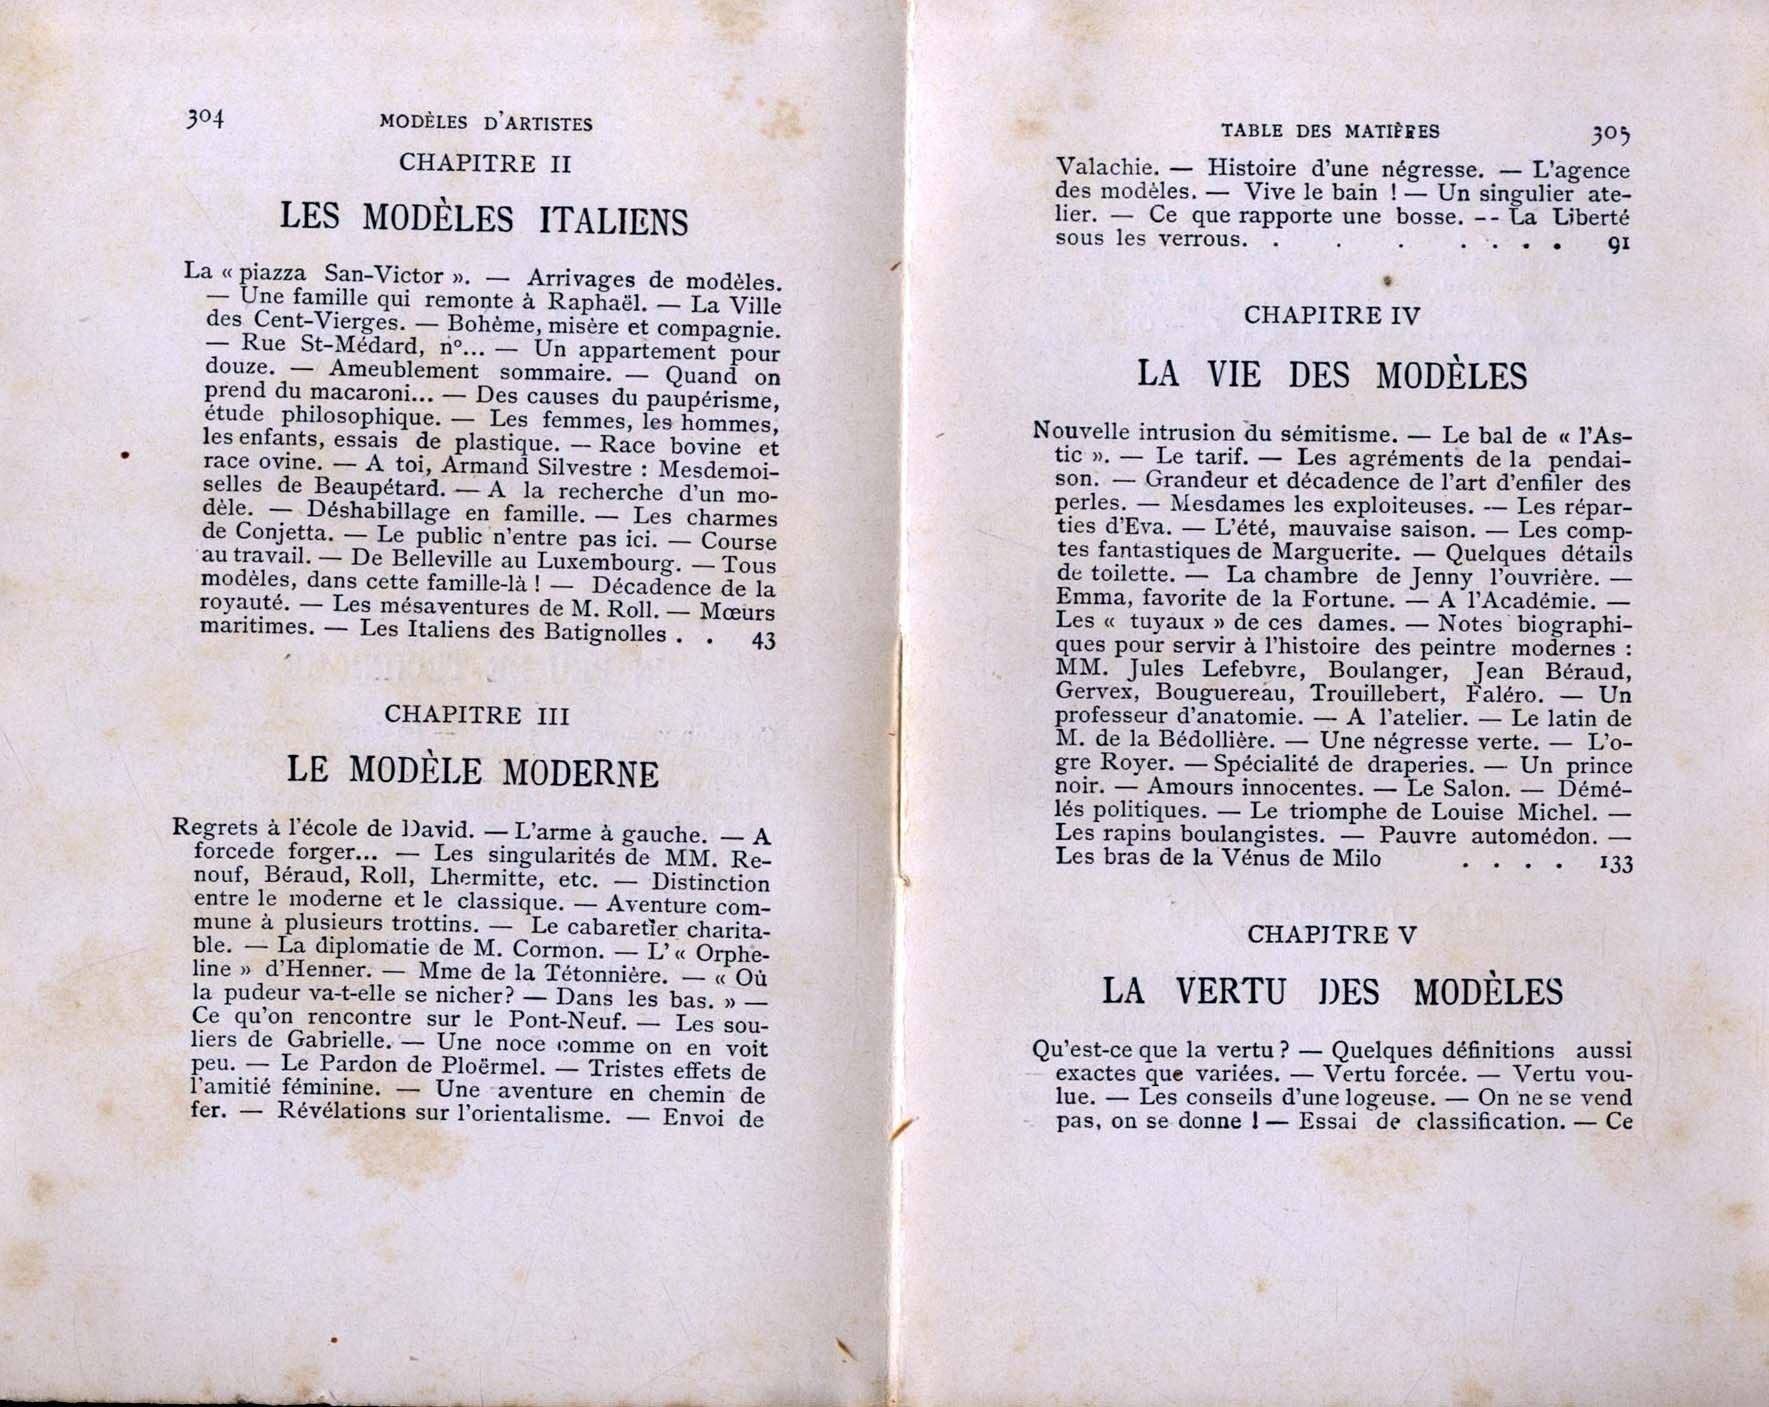 304 MODÈLES D'ARTISTES
CHAPITRE II
LES MODÈLES ITALIENS
La « piazza San-Victor ». — Arrivages de modèles.
— Une famille qui remonte à Raphaël. — La Ville
des Cent-Vierges. — Bohème, misère et compagnie.
— Rue St-Médard, n°... — Un appartement pour
douze. — Ameublement sommaire. — Quand on
prend du macaroni... — Des causes du paupérisme,
étude philosophique. — Les femmes, les hommes,
les enfants, essais de plastique. — Race bovine et
race ovine. — A toi, Armand Silvestre : Mesdemoi-
selles de Beaupétard. — A la recherche d'un mo-
dèle. — Déshabillage en famille. — Les charmes
de Conjetta. — Le public n'entre pas ici. — Course
au travail. — De Belleville au Luxembourg. — Tous
modèles, dans cette famille-là ! — Décadence de la
royauté. — Les mésaventures de M. Roll. — Mœurs
maritimes. — Les Italiens des Batignolles . . 43
CHAPITRE III
LE MODÈLE MODERNE
Regrets à l'école de David. — L'arme à gauche. — A
forcede forger... — Les singularités de MM. Re-
nouf, Béraud, Roll, Lhermitte, etc. — Distinction
entre le moderne et le classique. — Aventure com-
mune à plusieurs trottins. — Le cabaretier charita-
ble. — La diplomatie de M. Cormon. — L' « Orphe-
line » d'Henner. — Mme de la Tétonnière. — « Où
la pudeur va-t-elle se nicher? — Dans les bas. » —
Ce qu'on rencontre sur le Pont-Neuf. — Les sou-
liers de Gabrielle. — Une noce comme on en voit
peu. — Le Pardon de Ploërmel. — Tristes effets de
l'amitié féminine. — Une aventure en chemin de
fer. — Révélations sur l'orientalisme. — Envoi de
TABLE DES MATIÈRES 305
Valachie. — Histoire d'une négresse. — L'agence
des modèles. — Vive le bain ! — Un singulier ate-
lier. — Ce que rapporte une bosse. -- La Liberté
sous les verrous. . . . . . . . 91
CHAPITRE IV
LA VIE DES MODÈLES
Nouvelle intrusion du sémitisme. — Le bal de « l'As-
tic ». — Le tarif. — Les agréments de la pendai-
son. — Grandeur et décadence de l'art d'enfiler des
perles. — Mesdames les exploiteuses. -- Les répar-
ties d'Eva. — L'été, mauvaise saison. — Les comp-
tes fantastiques de Marguerite. — Quelques détails
de toilette. — La chambre de Jenny l'ouvrière. —
Emma, favorite de la Fortune. — A l'Académie. —
Les « tuyaux » de ces dames. — Notes biographi-
ques pour servir à l'histoire des peintre modernes :
MM. Jules Lefebvre, Boulanger, Jean Béraud,
Gervex, Bouguereau, Trouillebert, Faléro. — Un
professeur d'anatomie. — A l'atelier. — Le latin de
M. de la Bédollière. — Une négresse verte. — L'o-
gre Royer. — Spécialité de draperies. — Un prince
noir. — Amours innocentes. — Le Salon. — Démê-
lés politiques. — Le triomphe de Louise Michel. —
Les rapins boulangistes. — Pauvre automédon. —
Les bras de la Vénus de Milo . . . . 133
CHAPITRE V
LA VERTU DES MODÈLES
Qu'est-ce que la vertu ? — Quelques définitions aussi
exactes que variées. — Vertu forcée. — Vertu vou-
lue. — Les conseils d'une logeuse. — On ne se vend
pas, on se donne ! — Essai de classification. — Ce